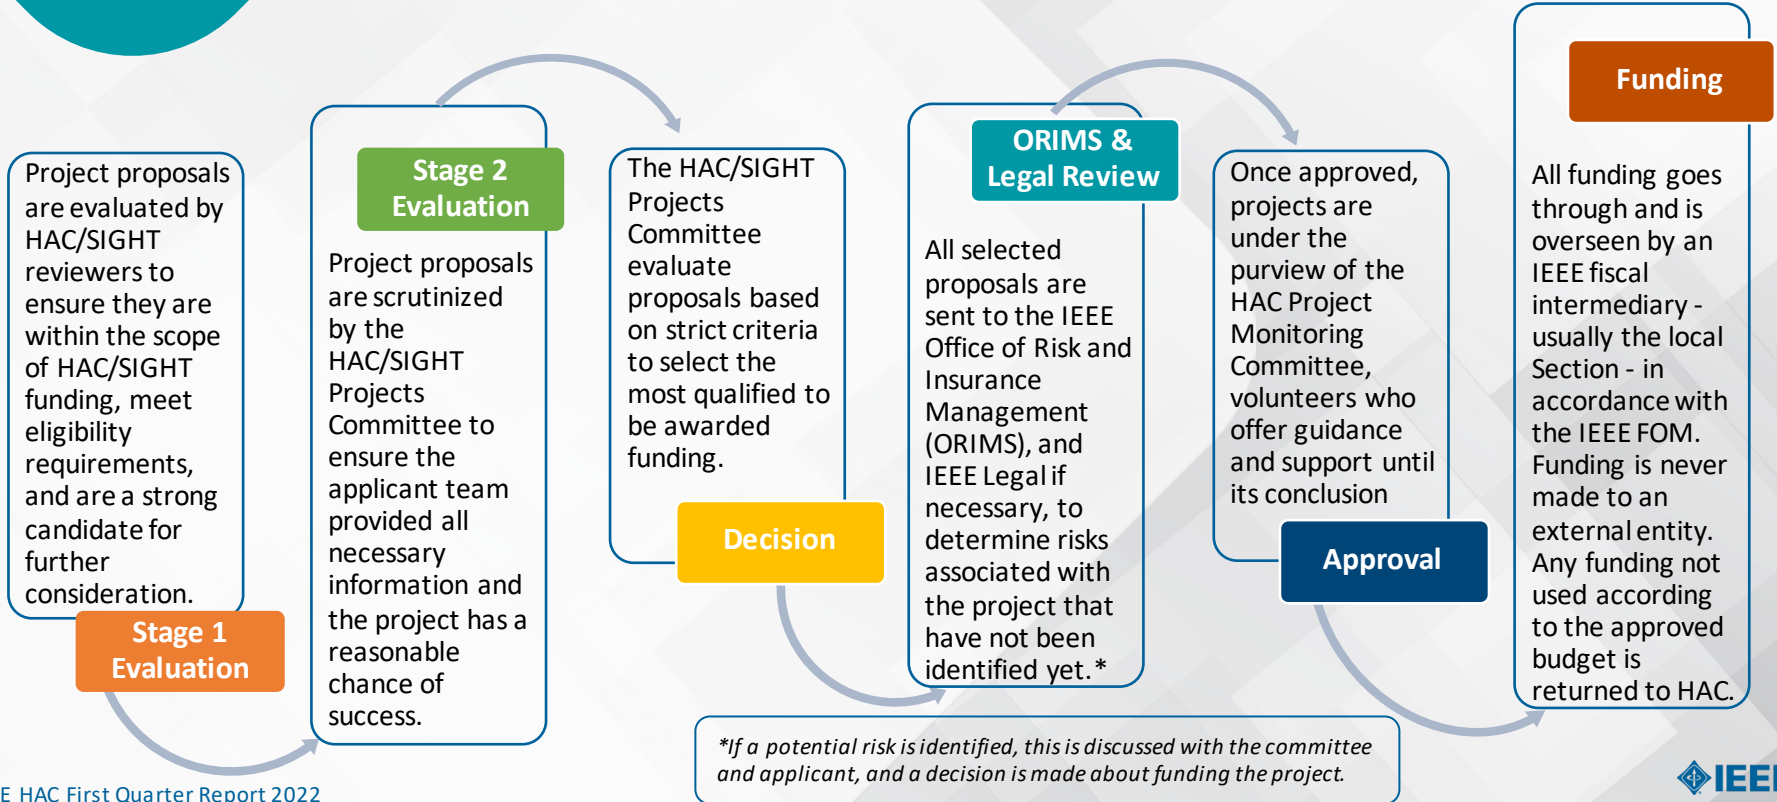 Project proposals
are evaluated by
HAC/SIGHT
reviewers to
ensure they are
within the scope
of HAC/SIGHT
funding, meet
eligibility
requirements,
and are a strong
candidate for
further
consideration.
Stage 1
Evaluation
Stage 2
Evaluation
Project proposals
are scrutinized
by the
HAC/SIGHT
Projects
Committee to
ensure the
applicant team
provided all
necessary
information and
the project has a
reasonable
chance of
success.
The HAC/SIGHT
Projects
Committee
evaluate
proposals based
on strict criteria
to select the
most qualified to
be awarded
funding.
Decision
ORIMS &
Legal Review
All selected
proposals are
sent to the IEEE
Office of Risk and
Insurance
Management
(ORIMS), and
IEEE Legal if
necessary, to
determine risks
associated with
the project that
have not been
identified yet.*
Once approved,
projects are
under the
purview of the
HAC Project
Monitoring
Committee,
volunteers who
offer guidance
and support until
its conclusion
Approval
Funding
All funding goes
through and is
overseen by an
IEEE fiscal
intermediary -
usually the local
Section - in
accordance with
the IEEE FOM.
Funding is never
made to an
external entity.
Any funding not
used according
to the approved
budget is
returned to HAC.
*If a potential risk is identified, this is discussed with the committee
and applicant, and a decision is made about funding the project.
E HAC First Quarter Report 2022
IEEE